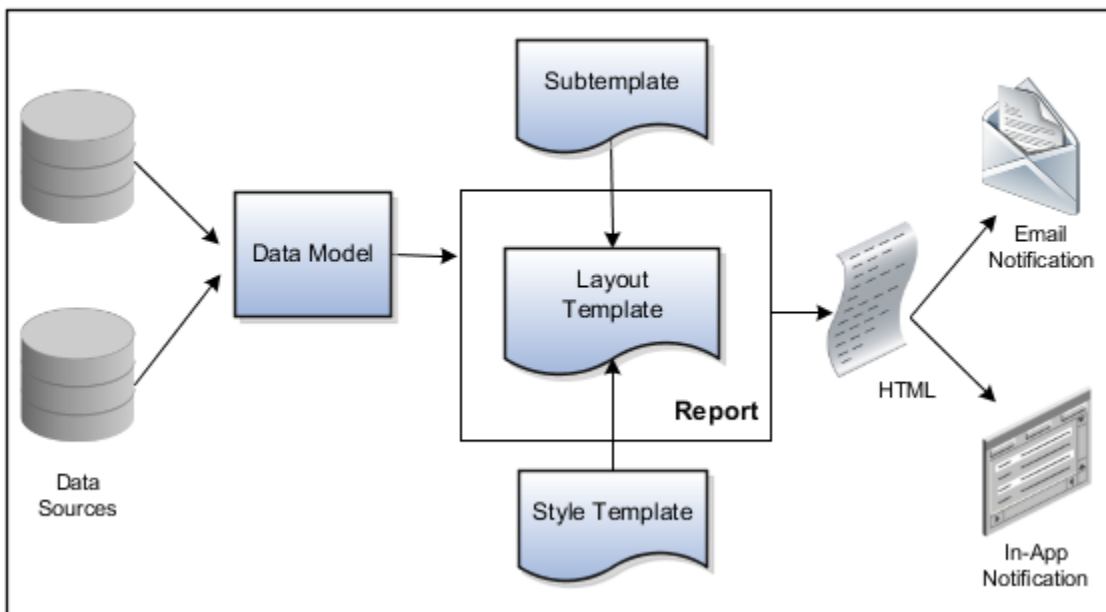 Subtemplate
Data Model
Layout
Template
Report
Style Template
Data
Sources
HTML
Email
Notification
In-App
Notification